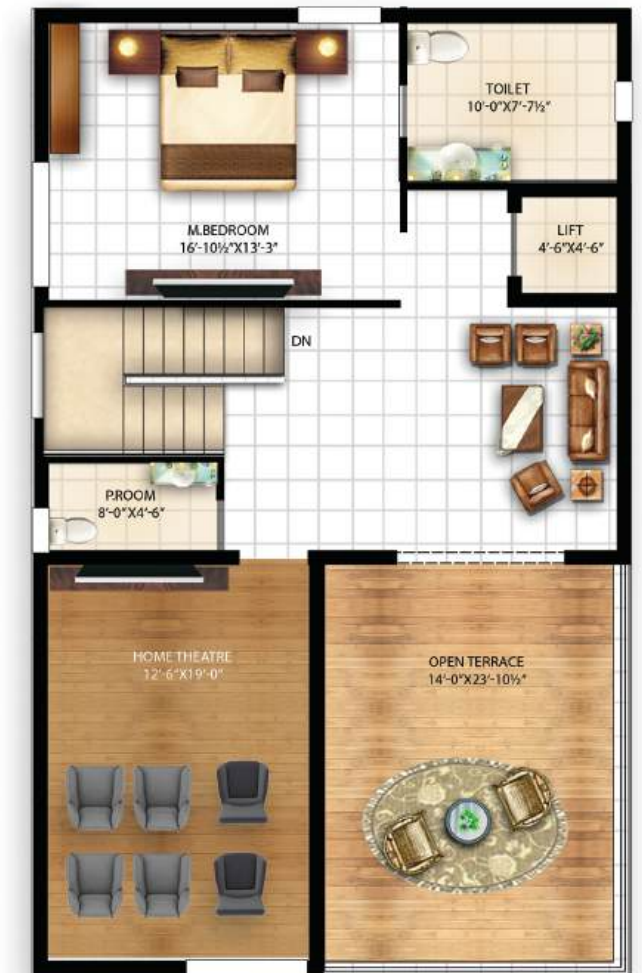 TOILET
10'-0"X7'-7½"
M.BEDROOM
16'-10½"X13'-3"
LIFT
4'-6"X4'-6"
DN
P.ROOM
8'-0"X4'-6"
HOME THEATRE
12'-6"X19'-0"
OPEN TERRACE
14'-0"X23'-10½"